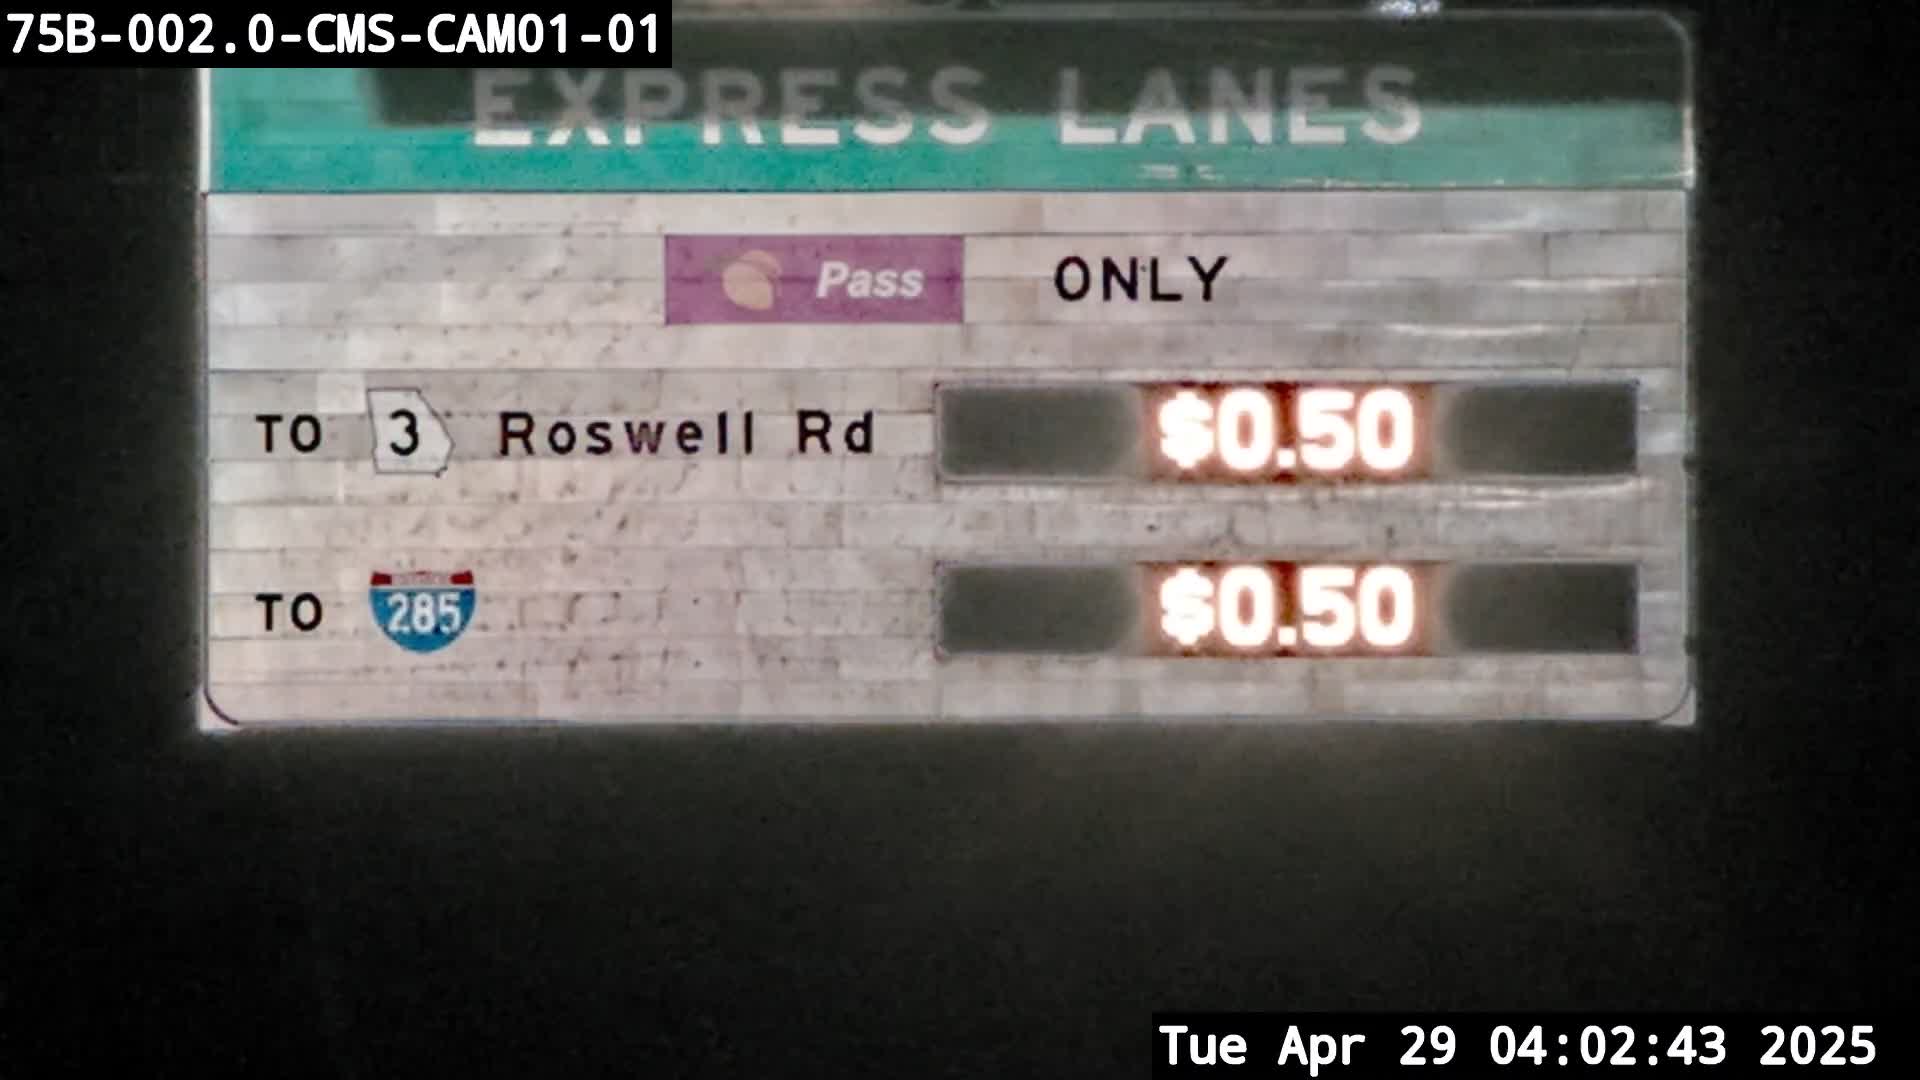 75B-002.0-CMS-CAM01-01
EXPRESS LANES
Pass ONLY
TO 3 Roswell Rd $0.50
TO 285 $0.50
Tue Apr 29 04:02:43 2025